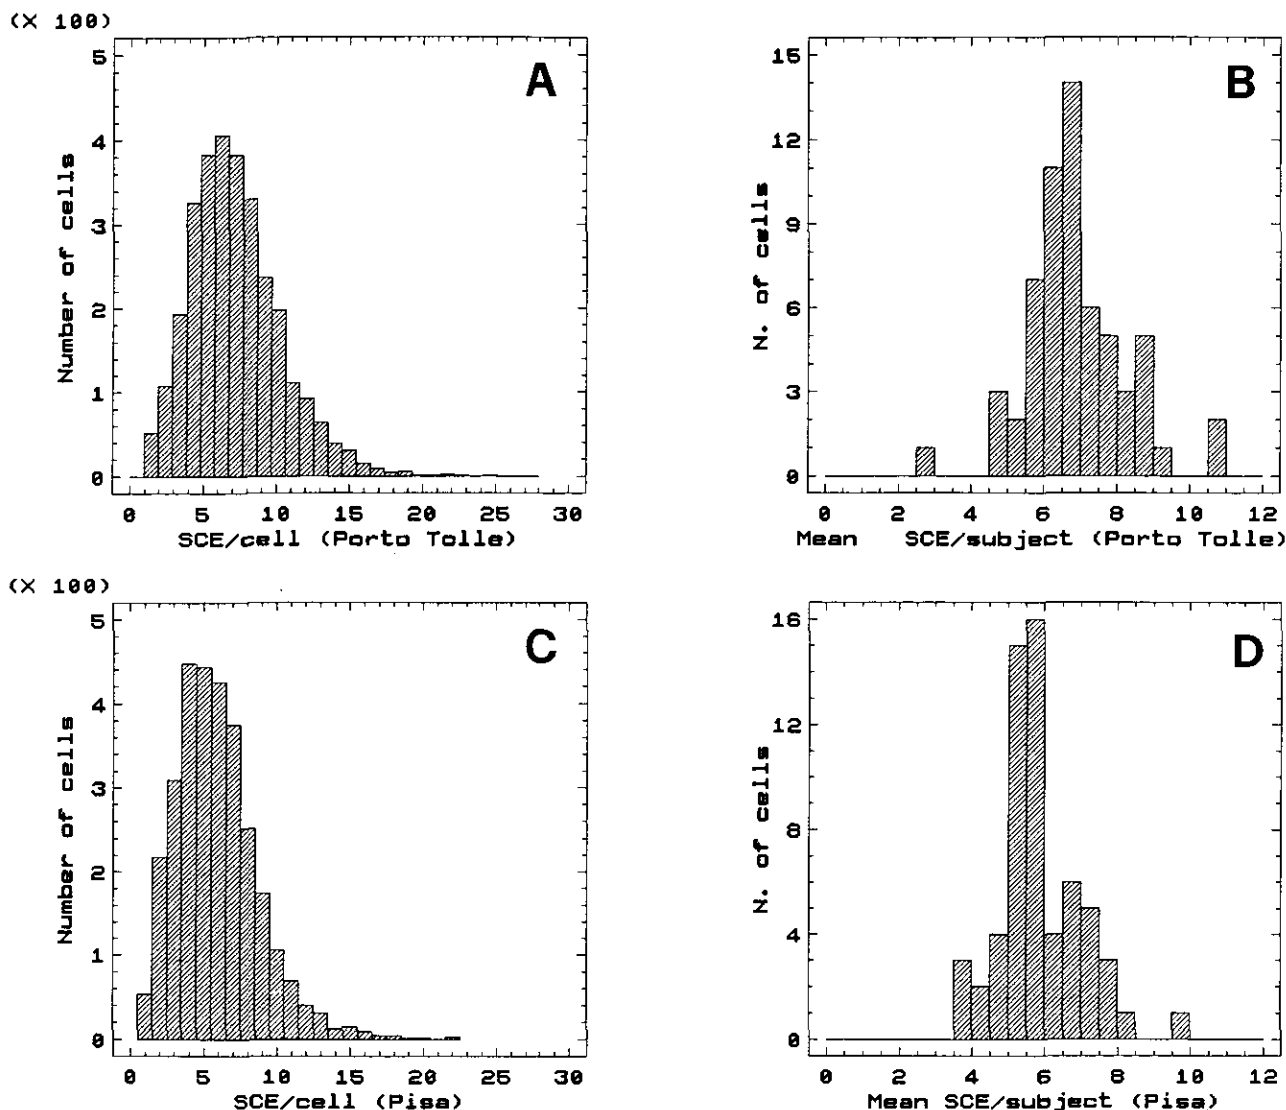 (X 100)
A
5
4
3
2
1
0
Number of cells
0 5 10 15 20 25 30
SCE/cell (Porto Tolle)
B
15
12
9
6
3
0
N. of cells
0 2 4 6 8 10 12
Mean SCE/subject (Porto Tolle)
(X 100)
C
5
4
3
2
1
0
Number of cells
0 5 10 15 20 25 30
SCE/cell (Pisa)
D
16
12
8
4
0
N. of cells
0 2 4 6 8 10 12
Mean SCE/subject (Pisa)